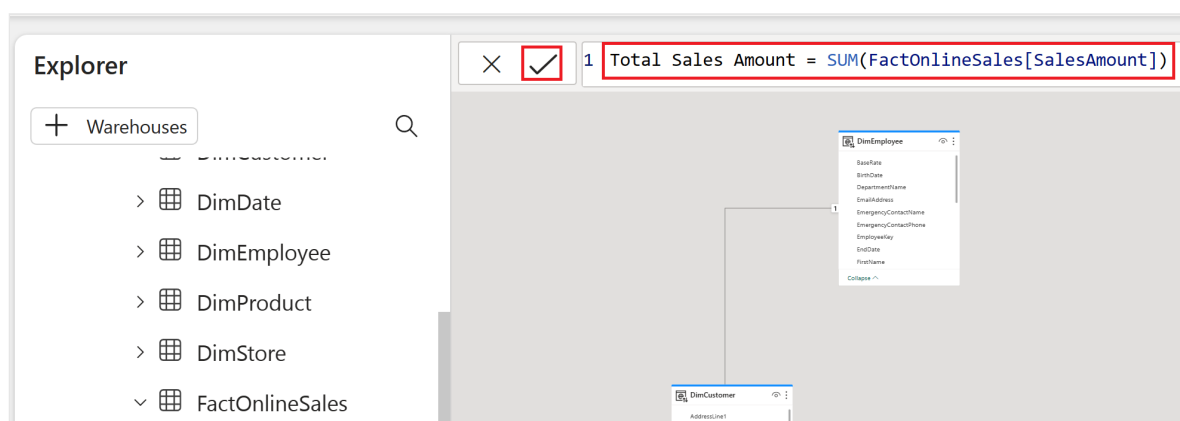 Explorer
Warehouses
DimCustomer
DimDate
DimEmployee
DimProduct
DimStore
FactOnlineSales
1 Total Sales Amount = SUM(FactOnlineSales[SalesAmount])
DimEmployee
BaseRate
BirthDate
DepartmentName
EmailAddress
EmergencyContactName
EmergencyContactPhone
EmployeeKey
EndDate
FirstName
Collapse
1
DimCustomer
AddressLine1